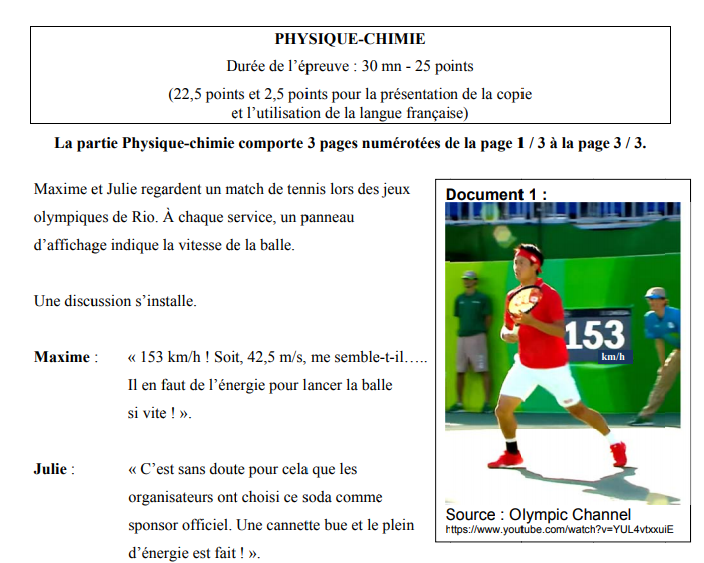 PHYSIQUE-CHIMIE
Durée de l'épreuve : 30 mn - 25 points
(22,5 points et 2,5 points pour la présentation de la copie
et l'utilisation de la langue française)
La partie Physique-chimie comporte 3 pages numérotées de la page 1 / 3 à la page 3 / 3.
Maxime et Julie regardent un match de tennis lors des jeux
olympiques de Rio. À chaque service, un panneau
d'affichage indique la vitesse de la balle.
Une discussion s'installe.
Maxime : « 153 km/h ! Soit, 42,5 m/s, me semble-t-il…..
Il en faut de l'énergie pour lancer la balle
si vite ! ».
Julie : « C'est sans doute pour cela que les
organisateurs ont choisi ce soda comme
sponsor officiel. Une cannette bue et le plein
d'énergie est fait ! ».
Document 1 :
153
km/h
Source : Olympic Channel
https://www.youtube.com/watch?v=YUL4vtxxuiE